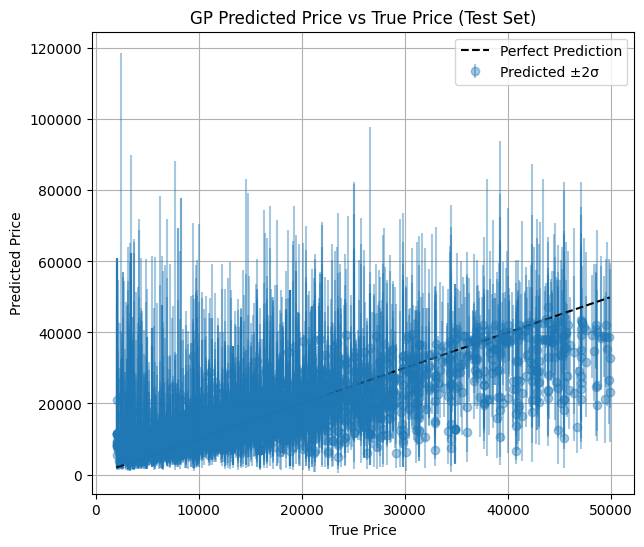 GP Predicted Price vs True Price (Test Set)
Perfect Prediction
Predicted ±2σ
Predicted Price
120000
100000
80000
60000
40000
20000
0
0 10000 20000 30000 40000 50000
True Price